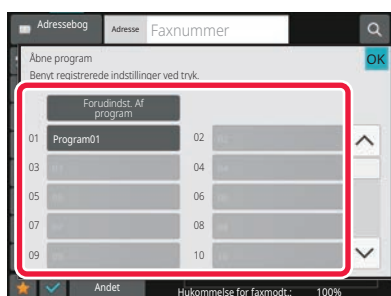 Adressebog
Adresse
Faxnummer
Åbne program
OK
Benyt registrerede indstillinger ved tryk.
Forudindst. Af
program
01 Program01 02
03 04
05 06
07 08
09 10
Andet
Hukommelse for faxmodt.: 100%